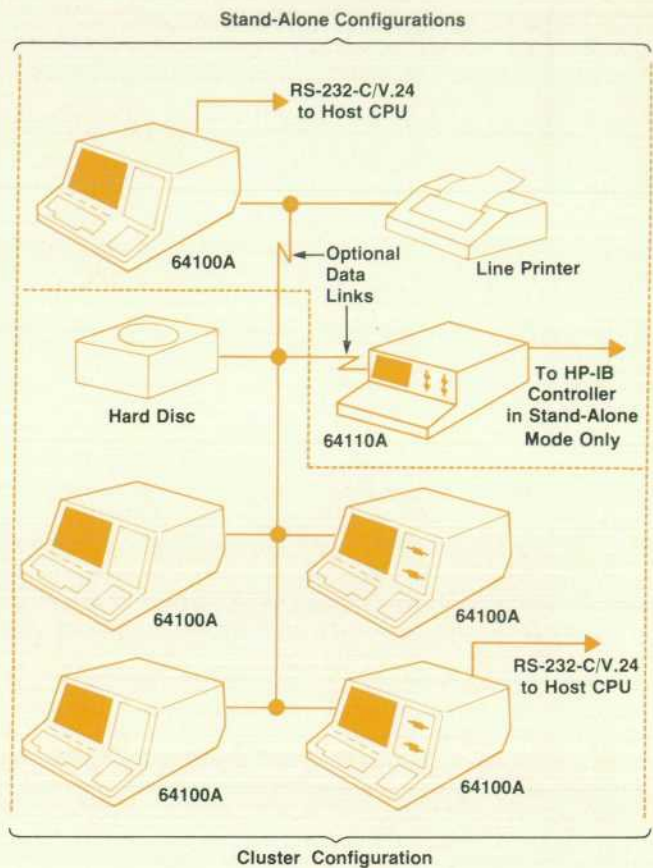 Stand-Alone Configurations
RS-232-C/V.24
to Host CPU
64100A
Line Printer
Optional
Data
Links
Hard Disc
64110A
To HP-IB
Controller
in Stand-Alone
Mode Only
64100A
64100A
RS-232-C/V.24
to Host CPU
64100A
64100A
Cluster Configuration